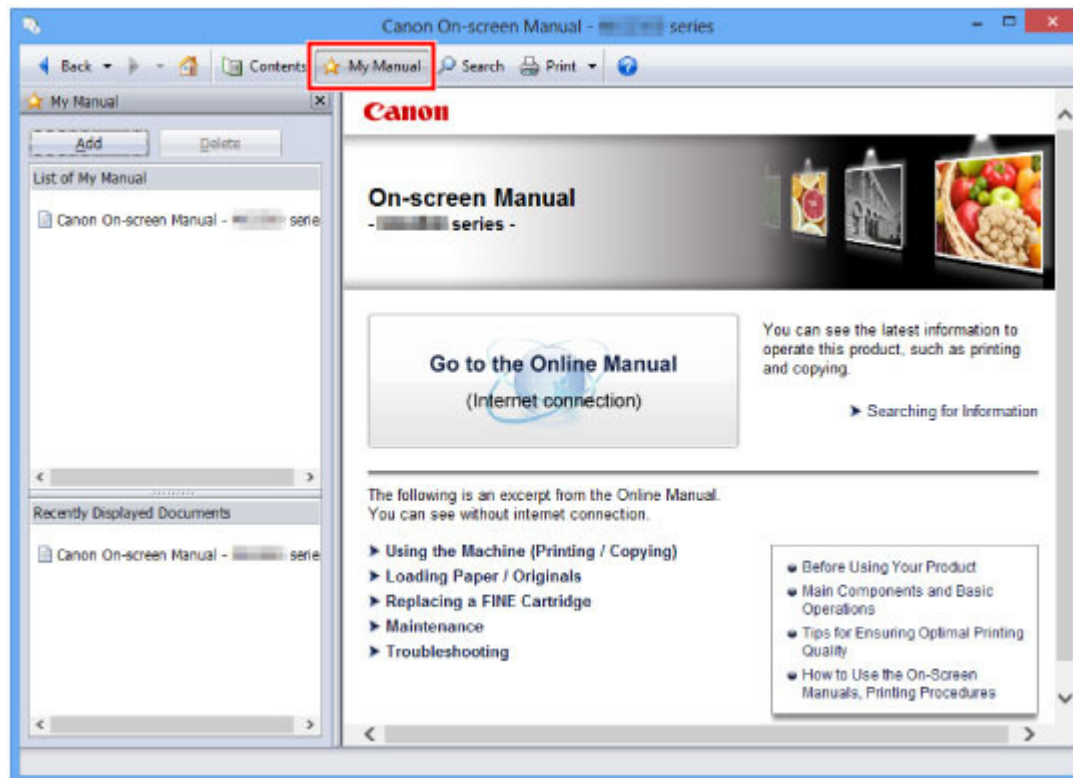 Canon On-screen Manual - series
Back
Contents
My Manual
Search
Print
My Manual
Add
Delete
List of My Manual
Canon On-screen Manual - serie
Recently Displayed Documents
Canon On-screen Manual - serie
Canon
On-screen Manual
- series -
Go to the Online Manual
(Internet connection)
You can see the latest information to
operate this product, such as printing
and copying.
Searching for Information
The following is an excerpt from the Online Manual.
You can see without internet connection.
Using the Machine (Printing / Copying)
Loading Paper / Originals
Replacing a FINE Cartridge
Maintenance
Troubleshooting
Before Using Your Product
Main Components and Basic
Operations
Tips for Ensuring Optimal Printing
Quality
How to Use the On-Screen
Manuals, Printing Procedures